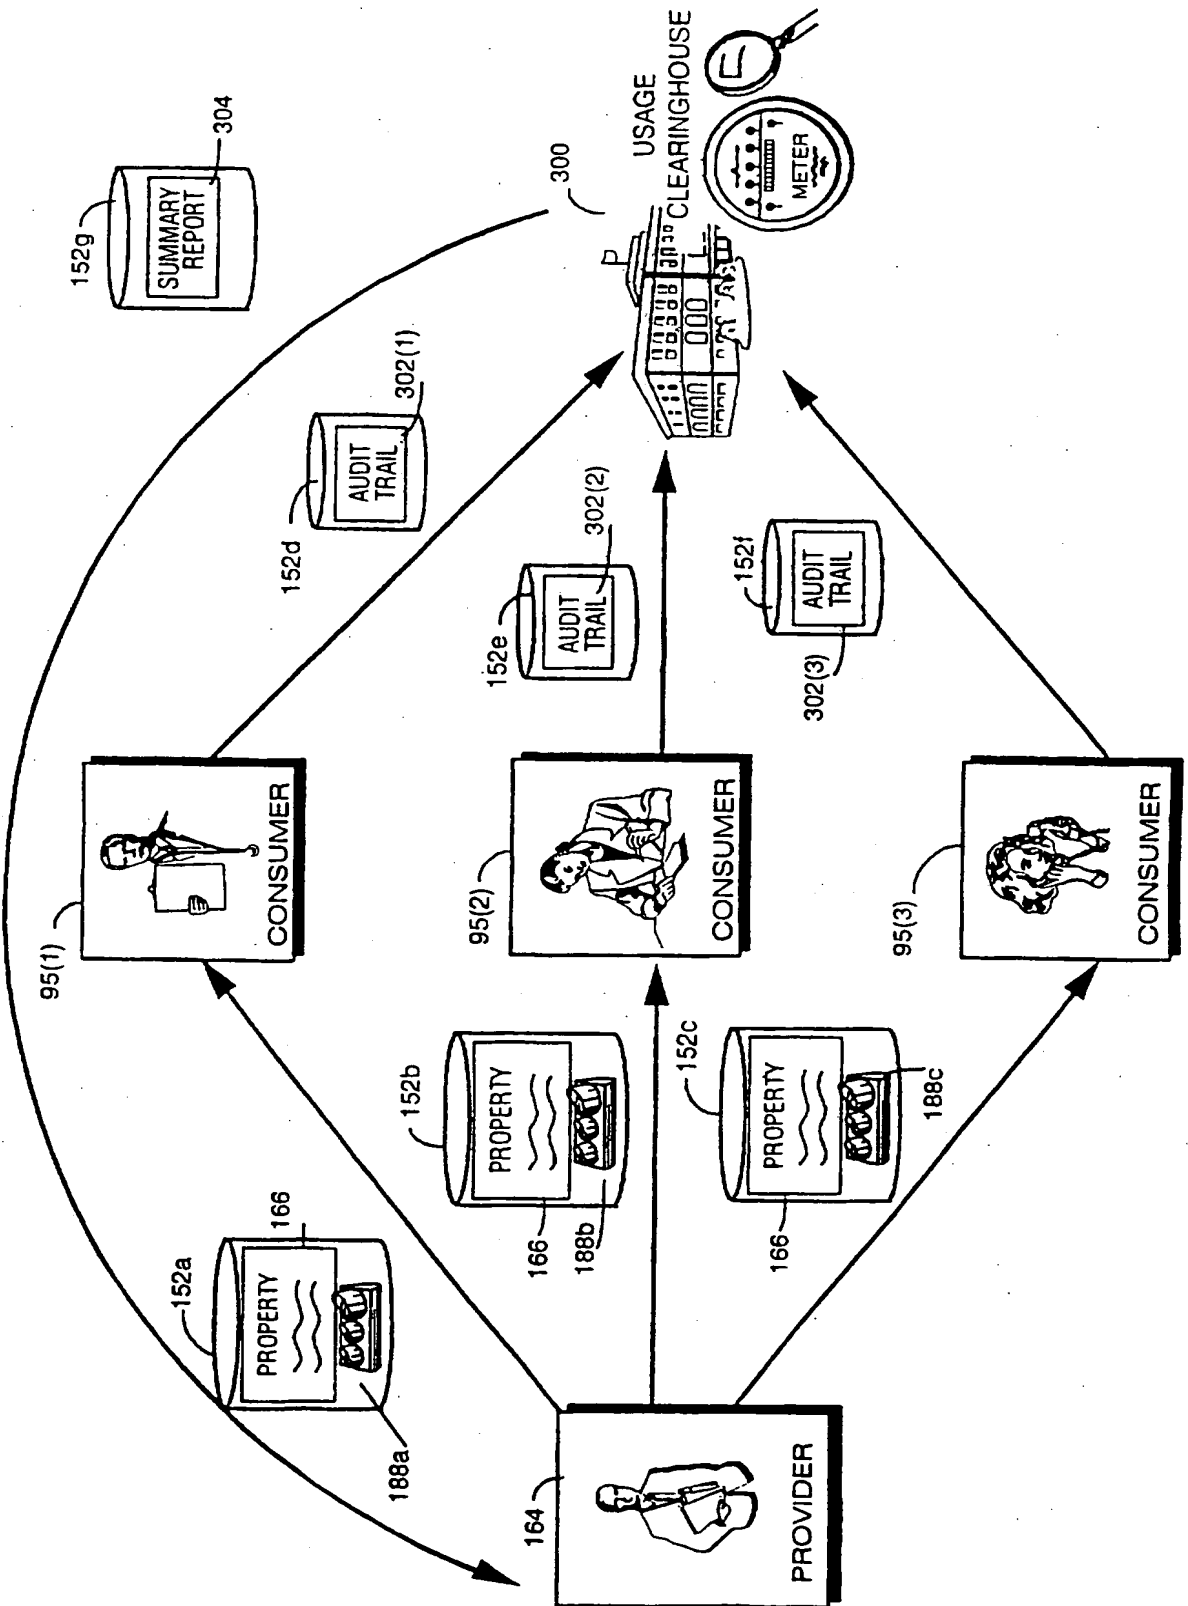 164
PROVIDER
152a
PROPERTY
166
188a
152b
PROPERTY
166
188b
152c
PROPERTY
166
188c
95(1)
CONSUMER
95(2)
CONSUMER
95(3)
CONSUMER
152d
AUDIT
TRAIL
302(1)
152e
AUDIT
TRAIL
302(2)
152f
AUDIT
TRAIL
302(3)
152g
SUMMARY
REPORT
304
300
USAGE
CLEARINGHOUSE
METER